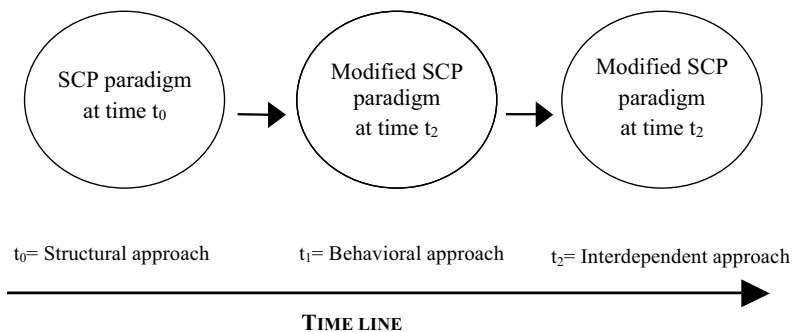 SCP paradigm
at time t₀
Modified SCP
paradigm
at time t₂
Modified SCP
paradigm
at time t₂
t₀= Structural approach
t₁= Behavioral approach
t₂= Interdependent approach
TIME LINE